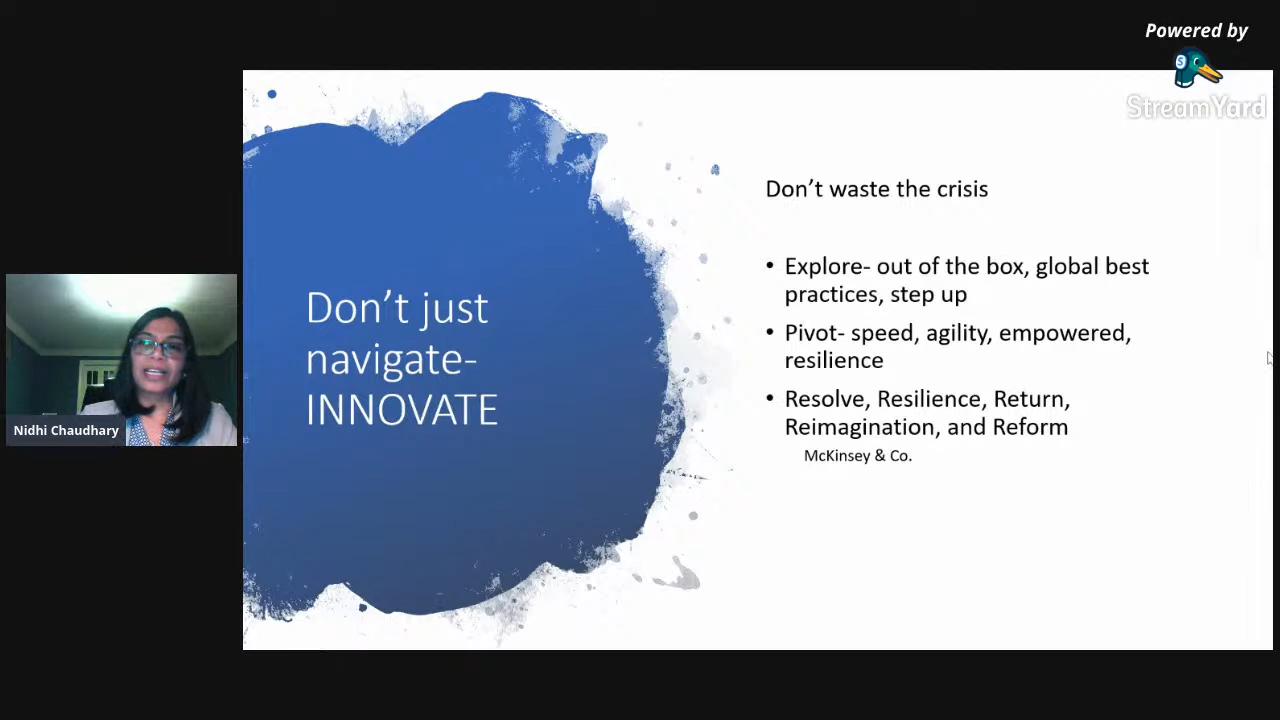 Powered by
StreamYard
Don't just
navigate-
INNOVATE
Don't waste the crisis
• Explore- out of the box, global best
practices, step up
• Pivot- speed, agility, empowered,
resilience
• Resolve, Resilience, Return,
Reimagination, and Reform
McKinsey & Co.
Nidhi Chaudhary